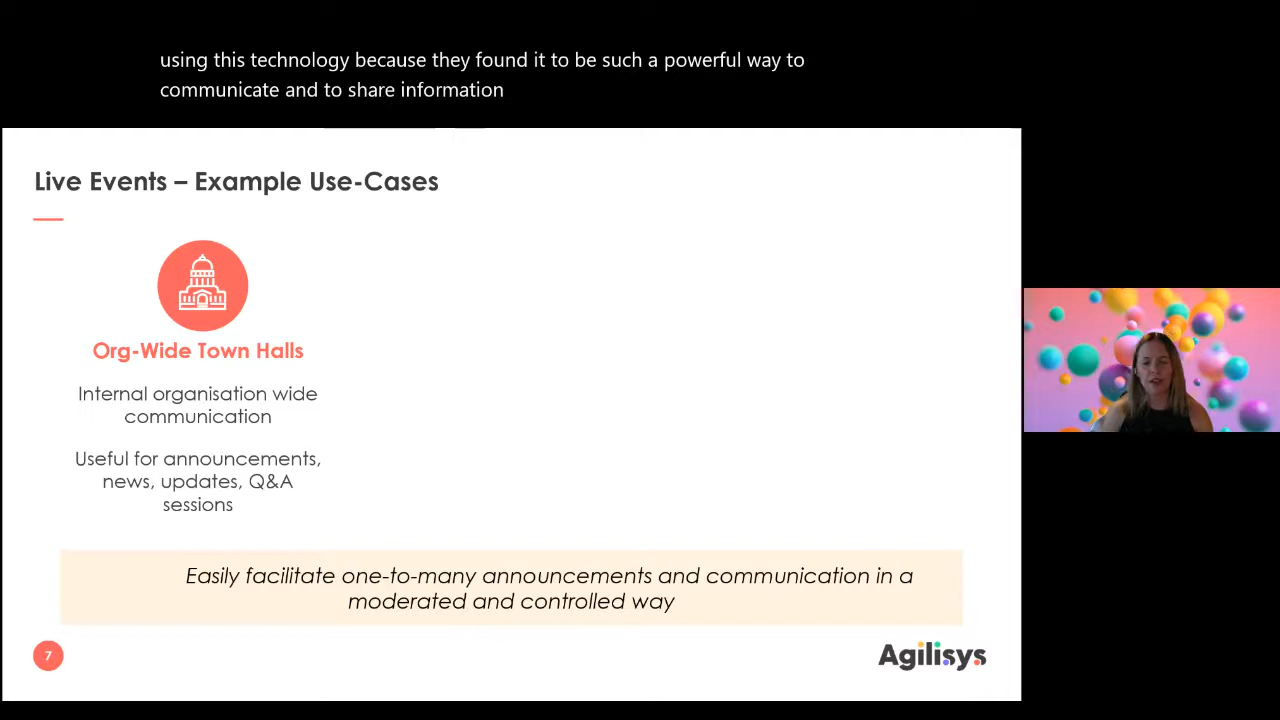 using this technology because they found it to be such a powerful way to
communicate and to share information
Live Events – Example Use-Cases
Org-Wide Town Halls
Internal organisation wide
communication
Useful for announcements,
news, updates, Q&A
sessions
Easily facilitate one-to-many announcements and communication in a
moderated and controlled way
7
Agilisys